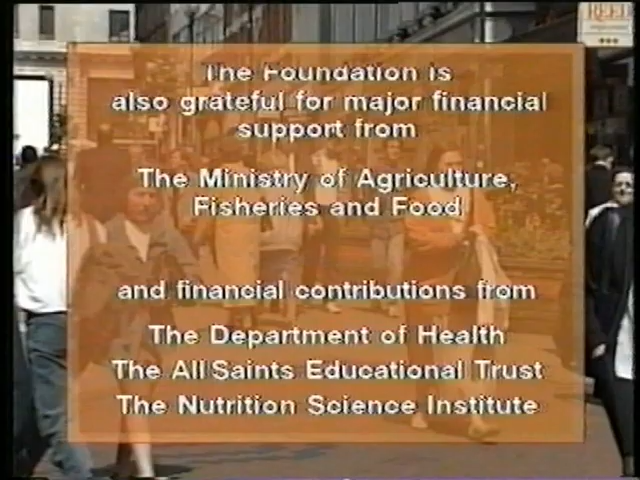 The Foundation is
also grateful for major financial
support from
The Ministry of Agriculture,
Fisheries and Food
and financial contributions from
The Department of Health
The All Saints Educational Trust
The Nutrition Science Institute
REED